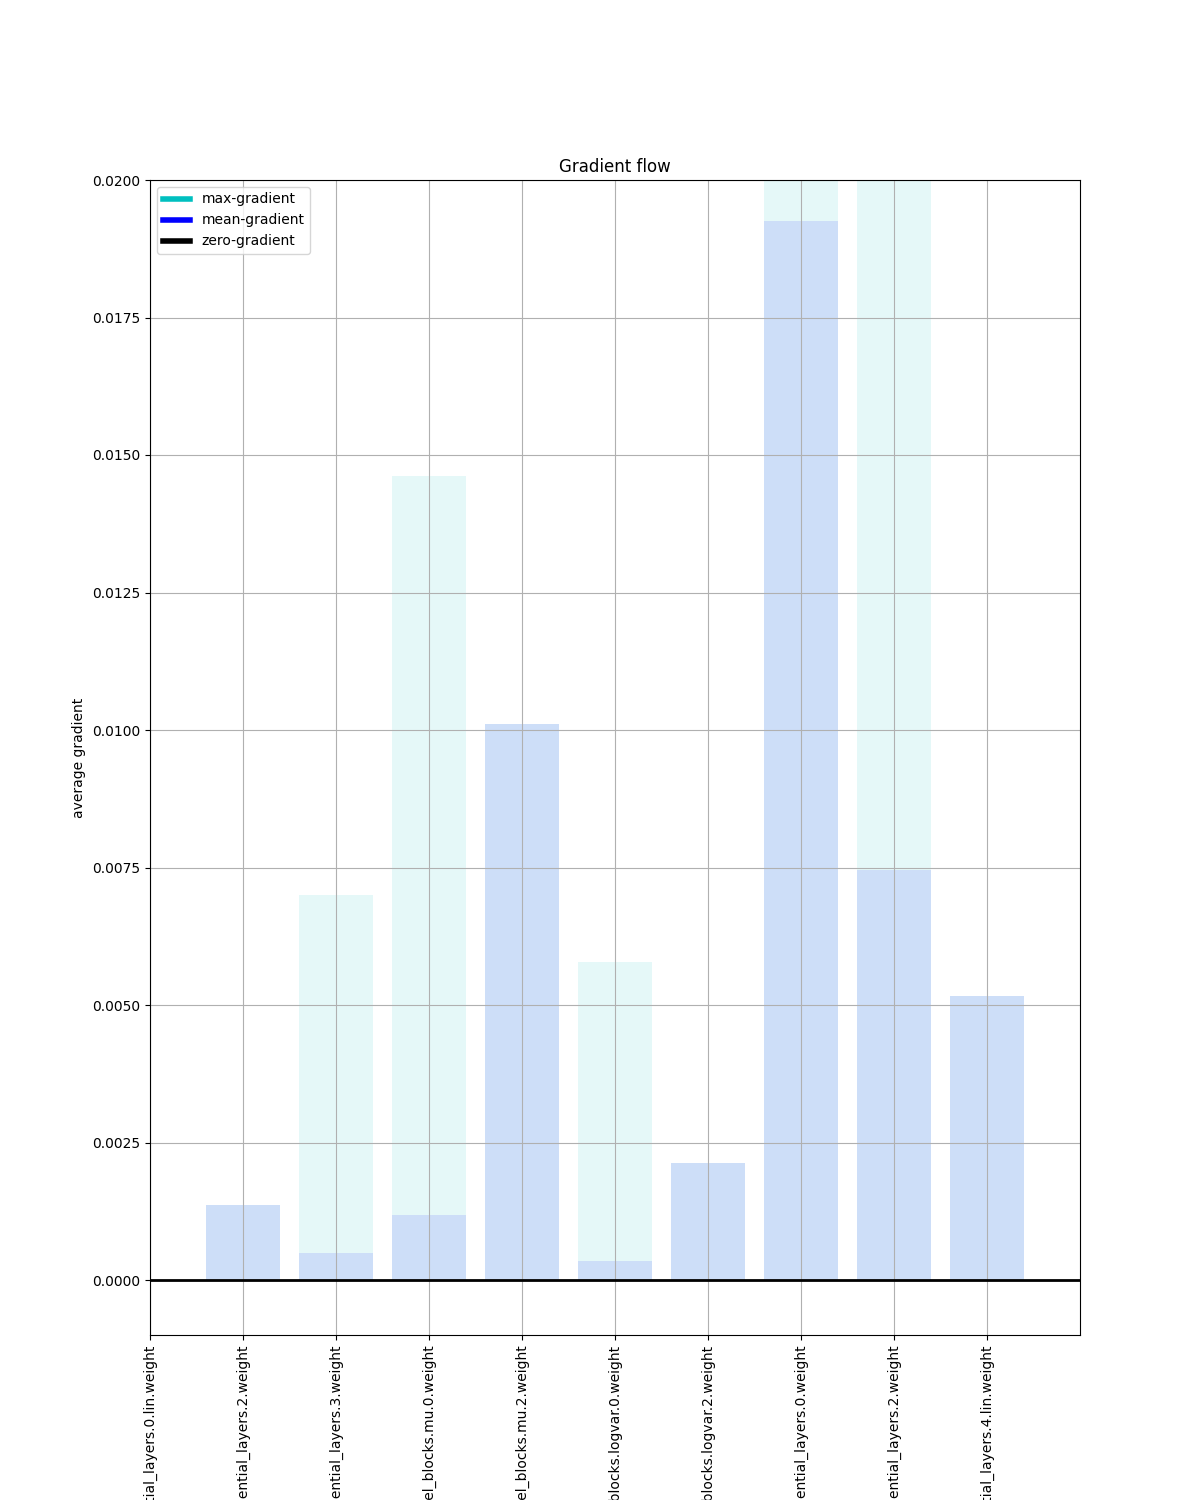 Gradient flow
max-gradient
mean-gradient
zero-gradient
0.0200
0.0175
0.0150
0.0125
0.0100
0.0075
0.0050
0.0025
0.0000
average gradient
tial_layers.0.lin.weight
ential_layers.2.weight
ential_layers.3.weight
el_blocks.mu.0.weight
el_blocks.mu.2.weight
blocks.logvar.0.weight
blocks.logvar.2.weight
ential_layers.0.weight
ential_layers.2.weight
tial_layers.4.lin.weight